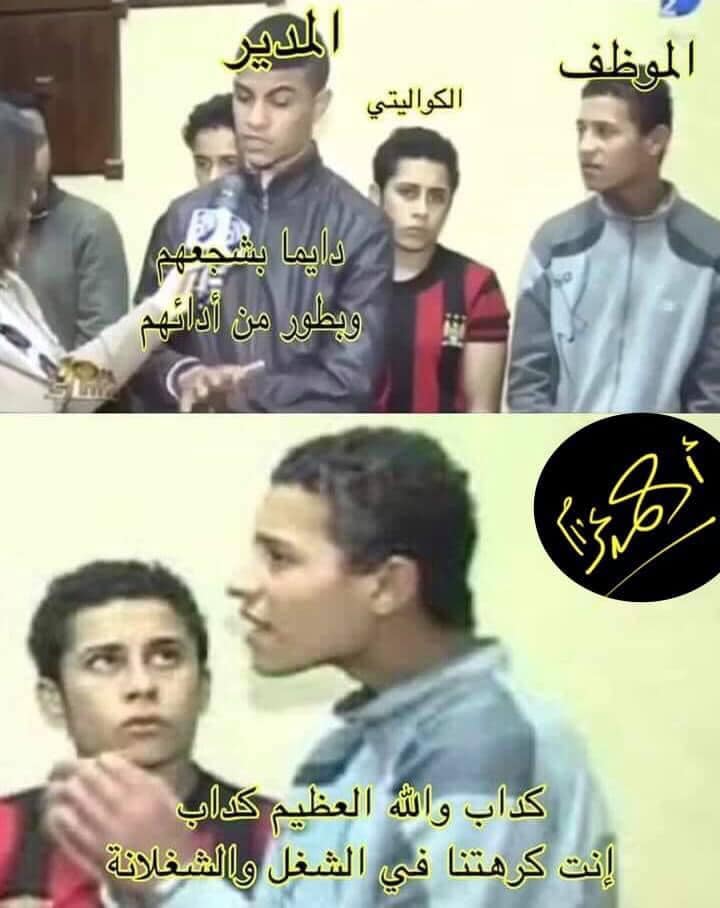 المدير
الموظف
الكواليتي
دايما بشجعهم
وبطور من أدائهم
كداب والله العظيم كداب
إنت كرهتنا في الشغل والشغلانة